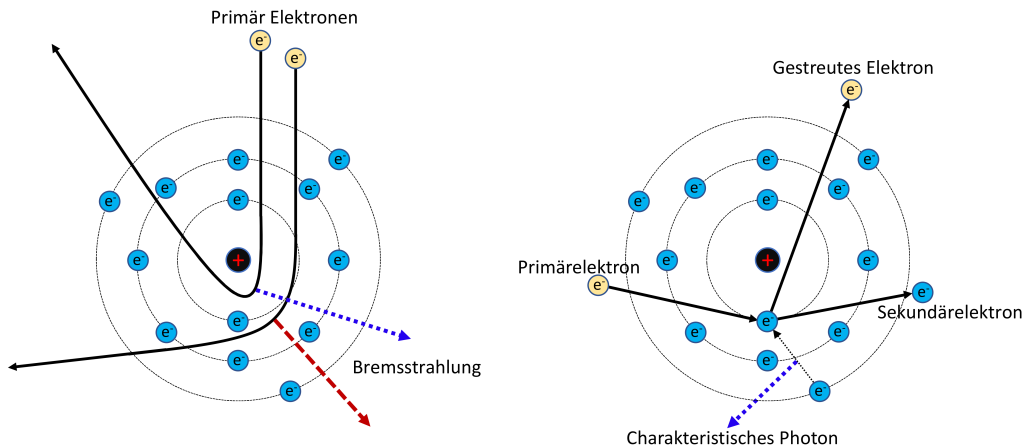 Primär Elektronen
e-
e-
e-
e-
e-
e-
e-
e-
e-
+
e-
e-
e-
e-
e-
Bremsstrahlung
e-
Gestreutes Elektron
e-
e-
e-
e-
e-
e-
e-
e-
+
e-
Primärelektron
e-
e-
Sekundärelektron
e-
e-
e-
e-
e-
Charakteristisches Photon